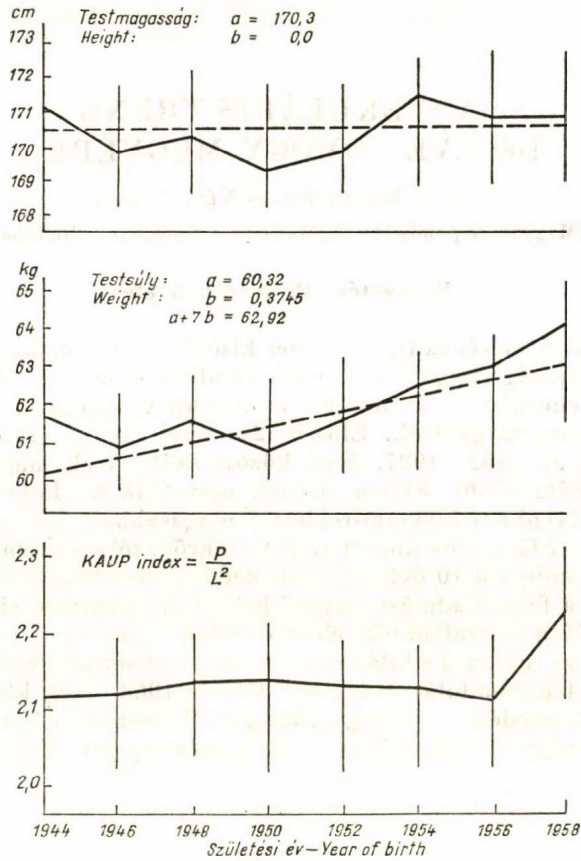 cm
173
172
171
170
169
168
Testmagasság: a = 170,3
Height: b = 0,0
kg
65
64
63
62
61
60
Testsúly: a = 60,32
Weight: b = 0,3745
a+7b = 62,92
2,3
2,2
2,1
2,0
KAUP index = P/L²
1944 1946 1948 1950 1952 1954 1956 1958
Születési év–Year of birth